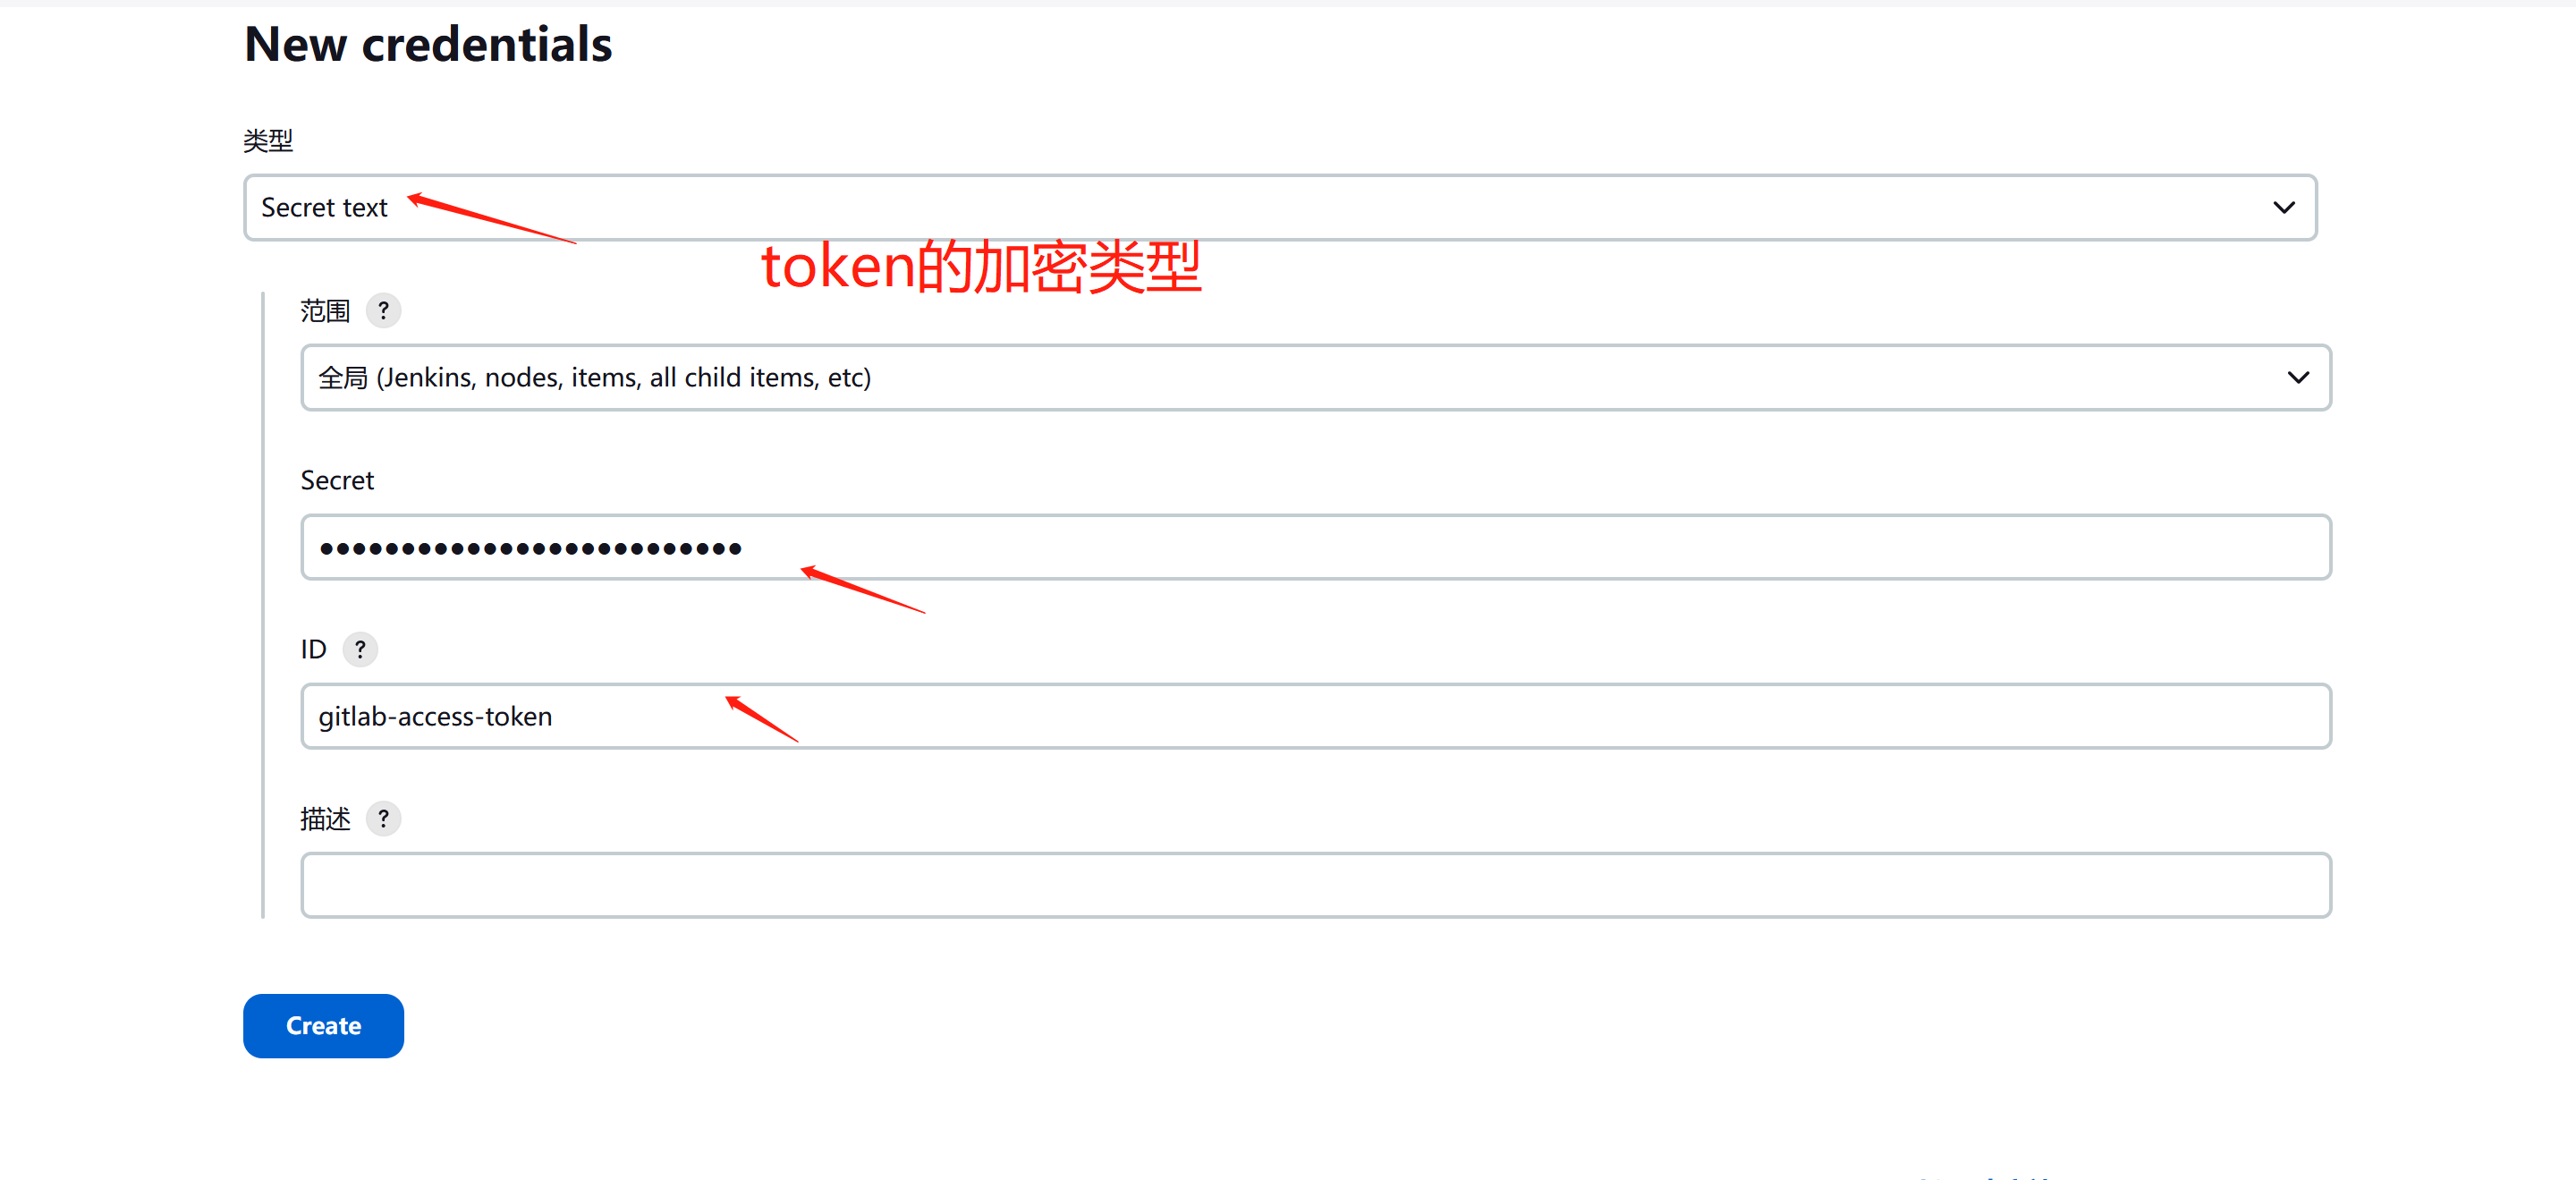 New credentials
类型
Secret text
token的加密类型
范围 ?
全局 (Jenkins, nodes, items, all child items, etc)
Secret
••••••••••••••••••••••••••
ID ?
gitlab-access-token
描述 ?
Create